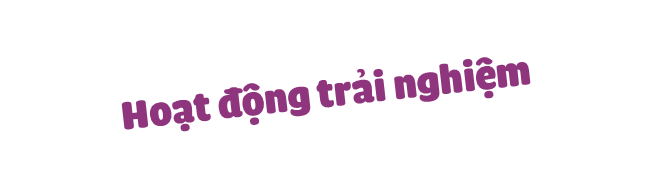 Hoạt động trải nghiệm